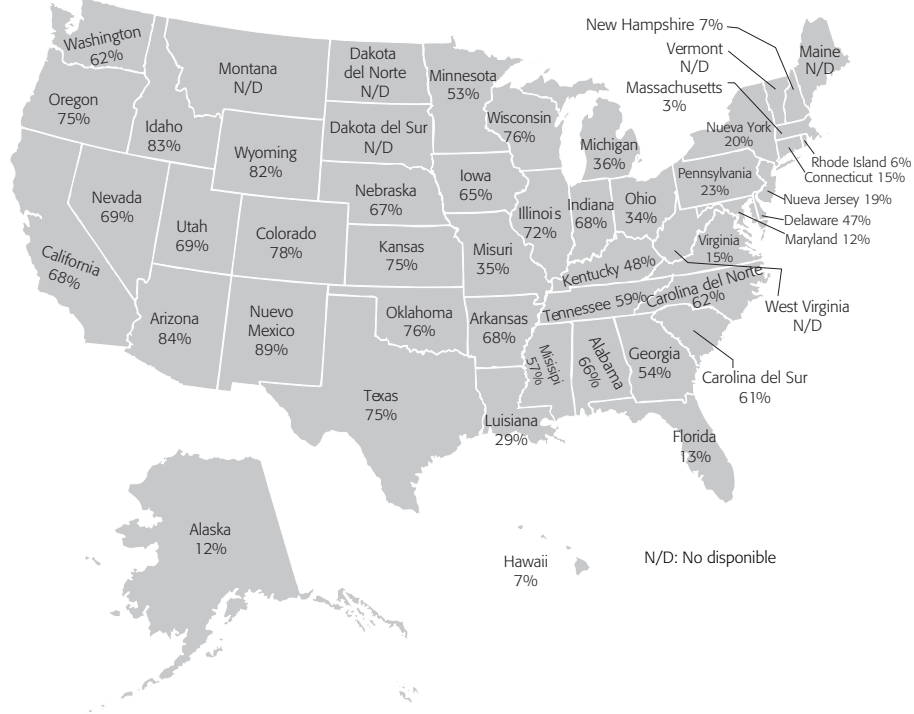 New Hampshire 7%
Vermont
N/D
Massachusetts
3%
Maine
N/D
Washington
62%
Montana
N/D
Dakota
del Norte
N/D
Minnesota
53%
Oregon
75%
Idaho
83%
Wisconsin
76%
Michigan
36%
Nueva York
20%
Dakota del Sur
N/D
Wyoming
82%
Rhode Island 6%
Connecticut 15%
Pennsylvania
23%
Nueva Jersey 19%
Nevada
69%
Utah
69%
Colorado
78%
Nebraska
67%
Iowa
65%
Illinois
72%
Indiana
68%
Ohio
34%
Delaware 47%
Maryland 12%
Virginia
15%
California
68%
Kansas
75%
Misuri
35%
Kentucky 48%
West Virginia
N/D
Arizona
84%
Nuevo
Mexico
89%
Oklahoma
76%
Arkansas
68%
Tennessee 59%
Carolina del Norte
62%
Texas
75%
Luisiana
29%
Misisipi
57%
Alabama
66%
Georgia
54%
Carolina del Sur
61%
Florida
13%
Alaska
12%
Hawaii
7%
N/D: No disponible